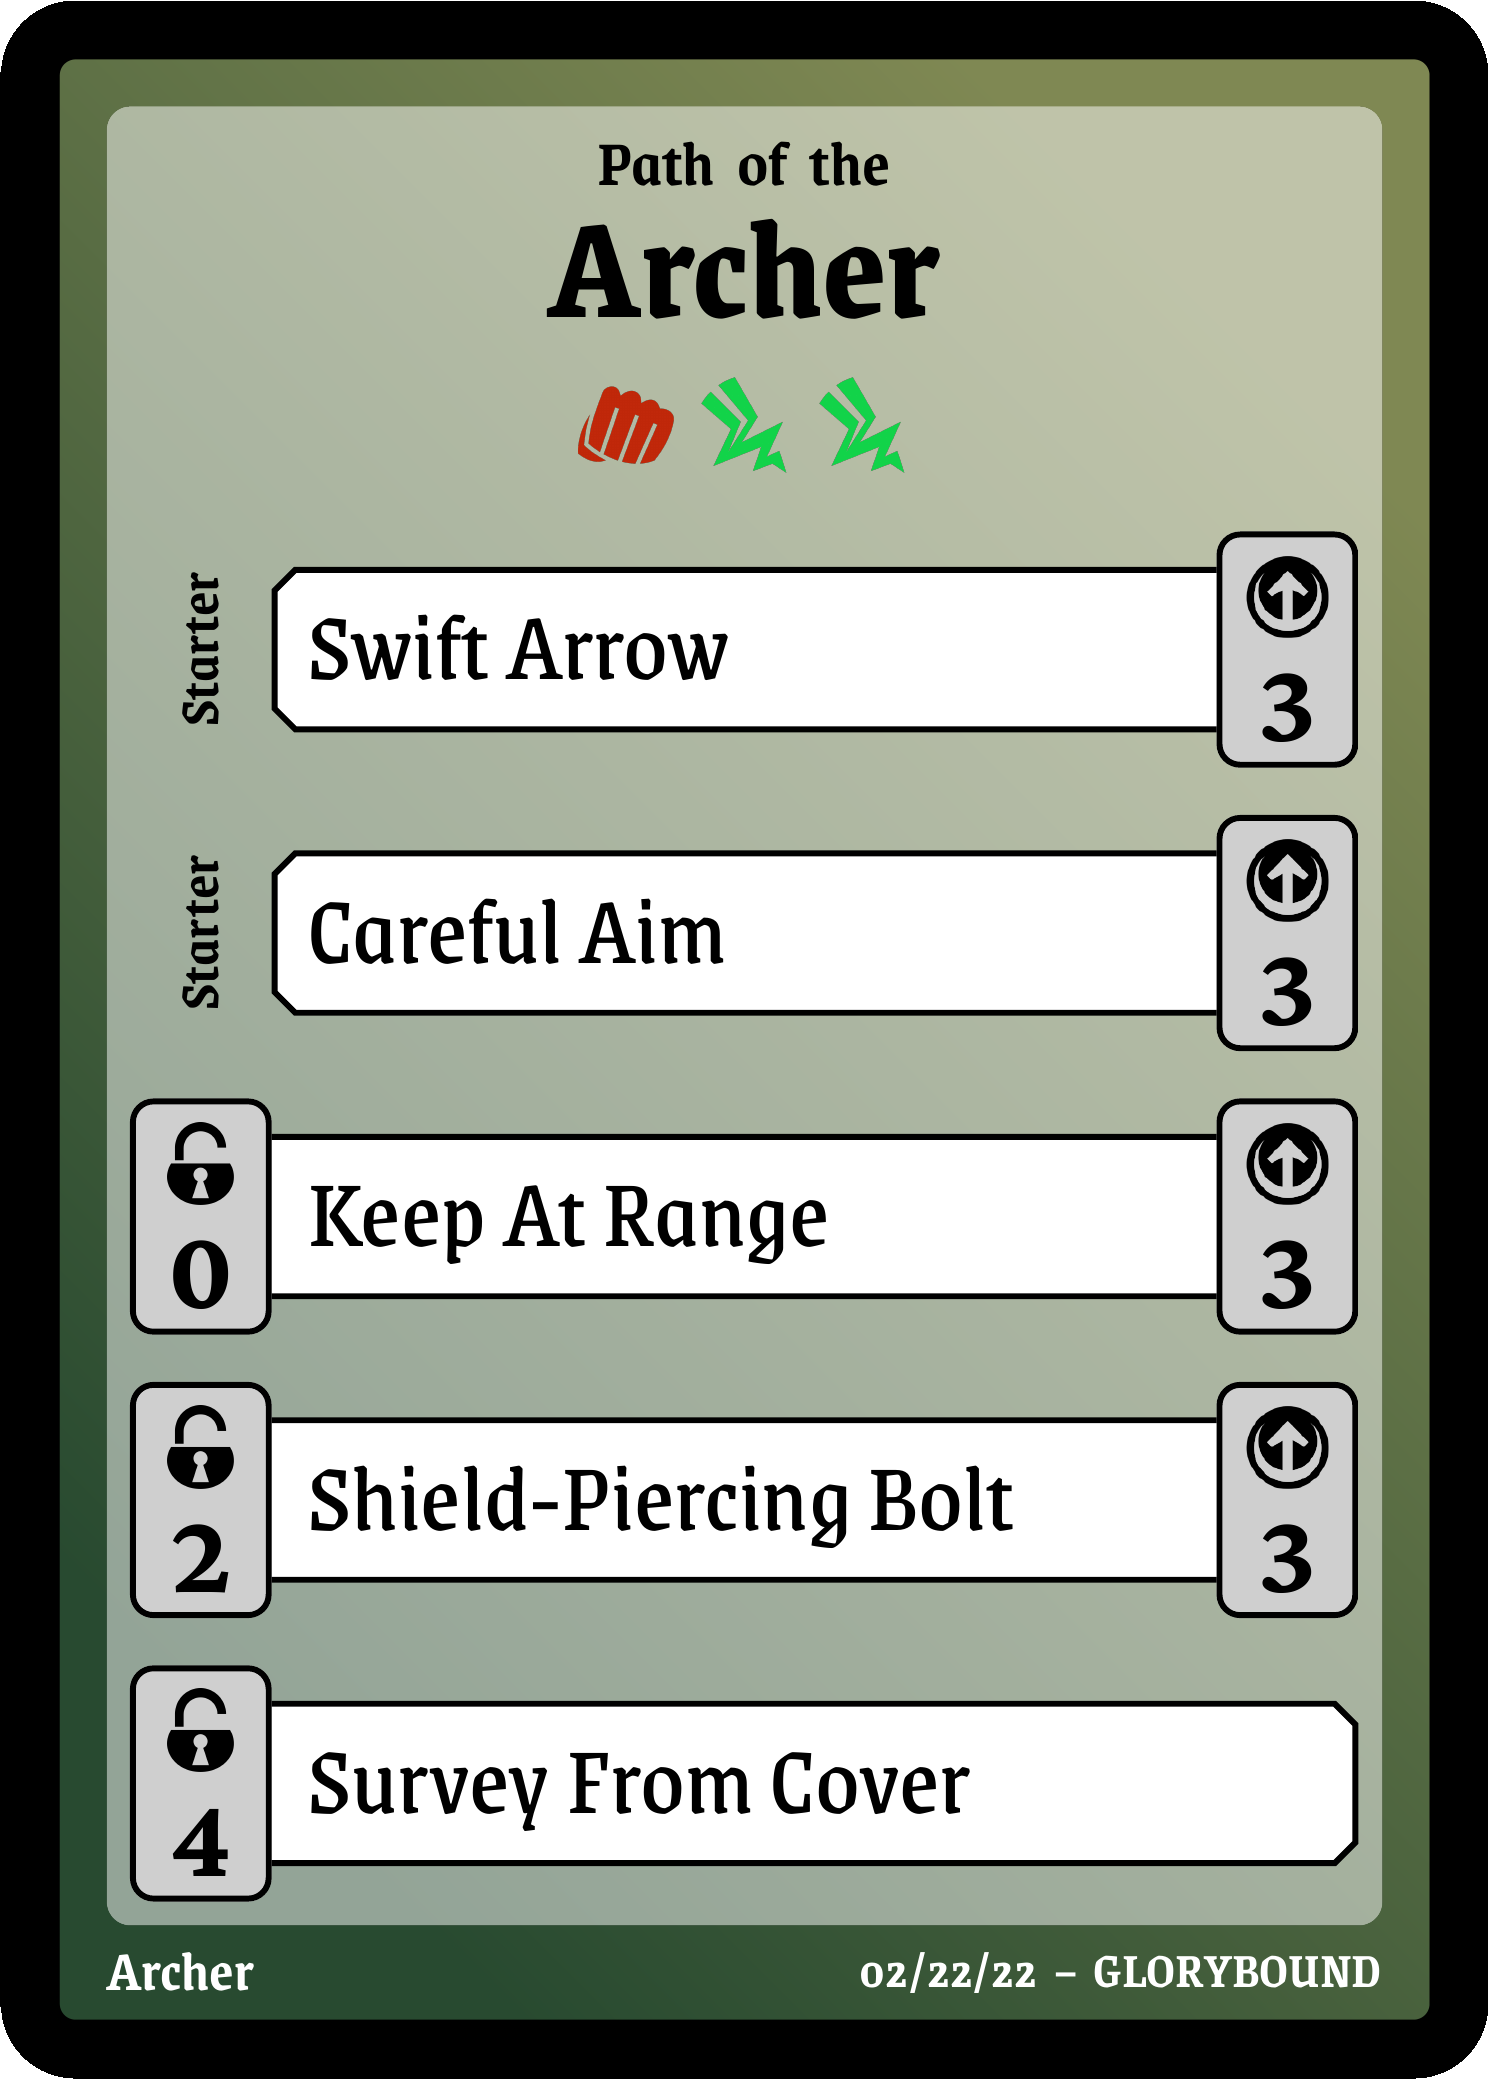 Path of the
Archer
Starter
Swift Arrow
3
Starter
Careful Aim
3
0
Keep At Range
3
2
Shield-Piercing Bolt
3
4
Survey From Cover
Archer
02/22/22 – GLORYBOUND